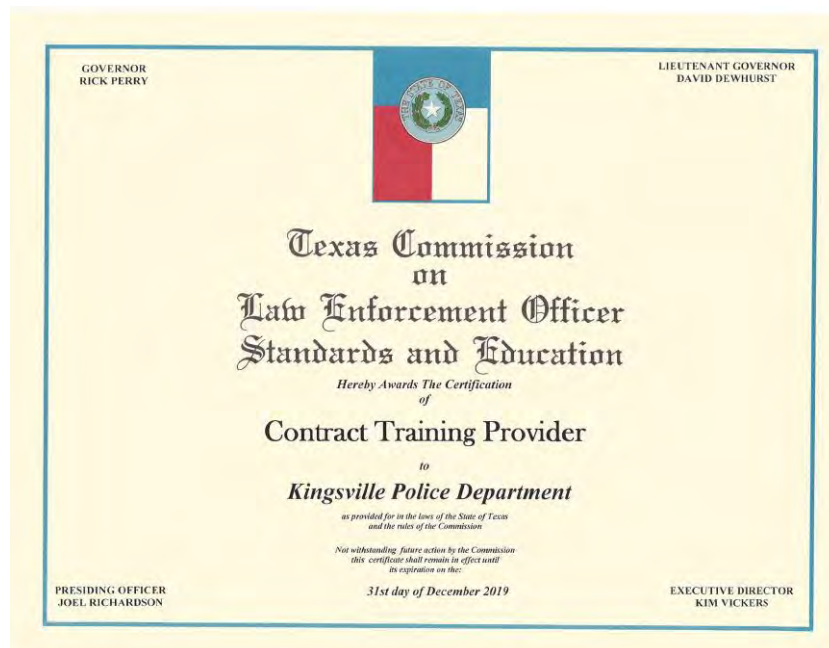 GOVERNOR
RICK PERRY
LIEUTENANT GOVERNOR
DAVID DEWHURST
THE STATE OF TEXAS
Texas Commission
on
Law Enforcement Officer
Standards and Education
Hereby Awards The Certification
of
Contract Training Provider
to
Kingsville Police Department
as provided for in the laws of the State of Texas
and the rules of the Commission
Not withstanding future action by the Commission
this certificate shall remain in effect until
its expiration on the:
31st day of December 2019
PRESIDING OFFICER
JOEL RICHARDSON
EXECUTIVE DIRECTOR
KIM VICKERS